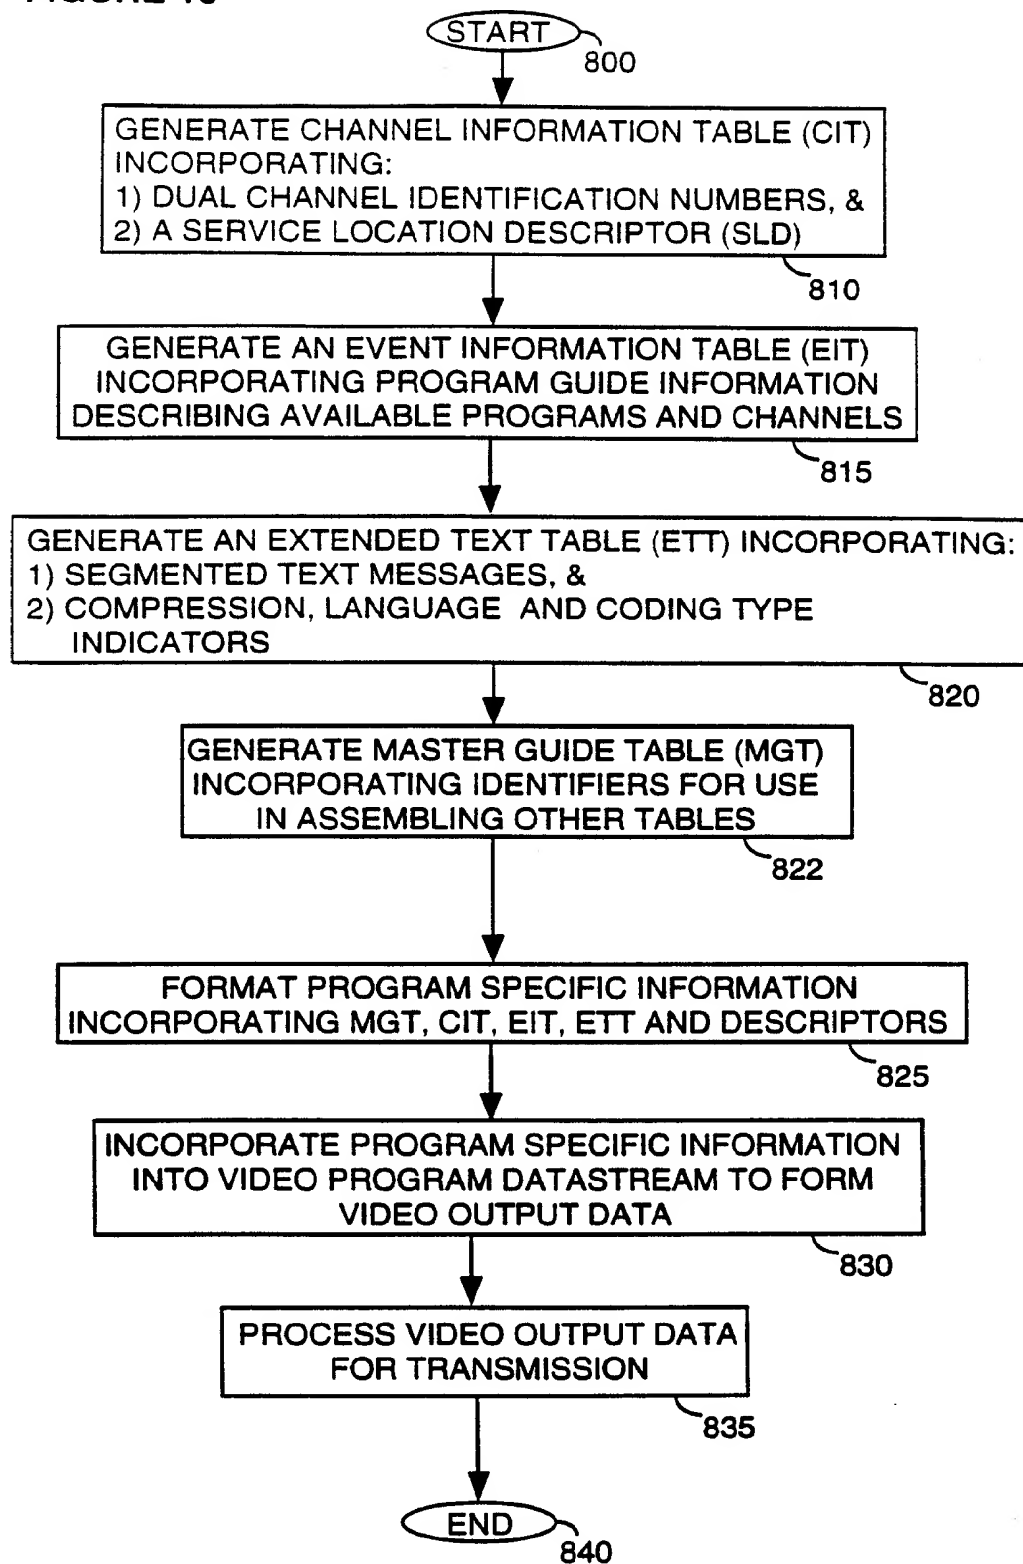 START
800
GENERATE CHANNEL INFORMATION TABLE (CIT)
INCORPORATING:
1) DUAL CHANNEL IDENTIFICATION NUMBERS, &
2) A SERVICE LOCATION DESCRIPTOR (SLD)
810
GENERATE AN EVENT INFORMATION TABLE (EIT)
INCORPORATING PROGRAM GUIDE INFORMATION
DESCRIBING AVAILABLE PROGRAMS AND CHANNELS
815
GENERATE AN EXTENDED TEXT TABLE (ETT) INCORPORATING:
1) SEGMENTED TEXT MESSAGES, &
2) COMPRESSION, LANGUAGE AND CODING TYPE
INDICATORS
820
GENERATE MASTER GUIDE TABLE (MGT)
INCORPORATING IDENTIFIERS FOR USE
IN ASSEMBLING OTHER TABLES
822
FORMAT PROGRAM SPECIFIC INFORMATION
INCORPORATING MGT, CIT, EIT, ETT AND DESCRIPTORS
825
INCORPORATE PROGRAM SPECIFIC INFORMATION
INTO VIDEO PROGRAM DATASTREAM TO FORM
VIDEO OUTPUT DATA
830
PROCESS VIDEO OUTPUT DATA
FOR TRANSMISSION
835
END
840